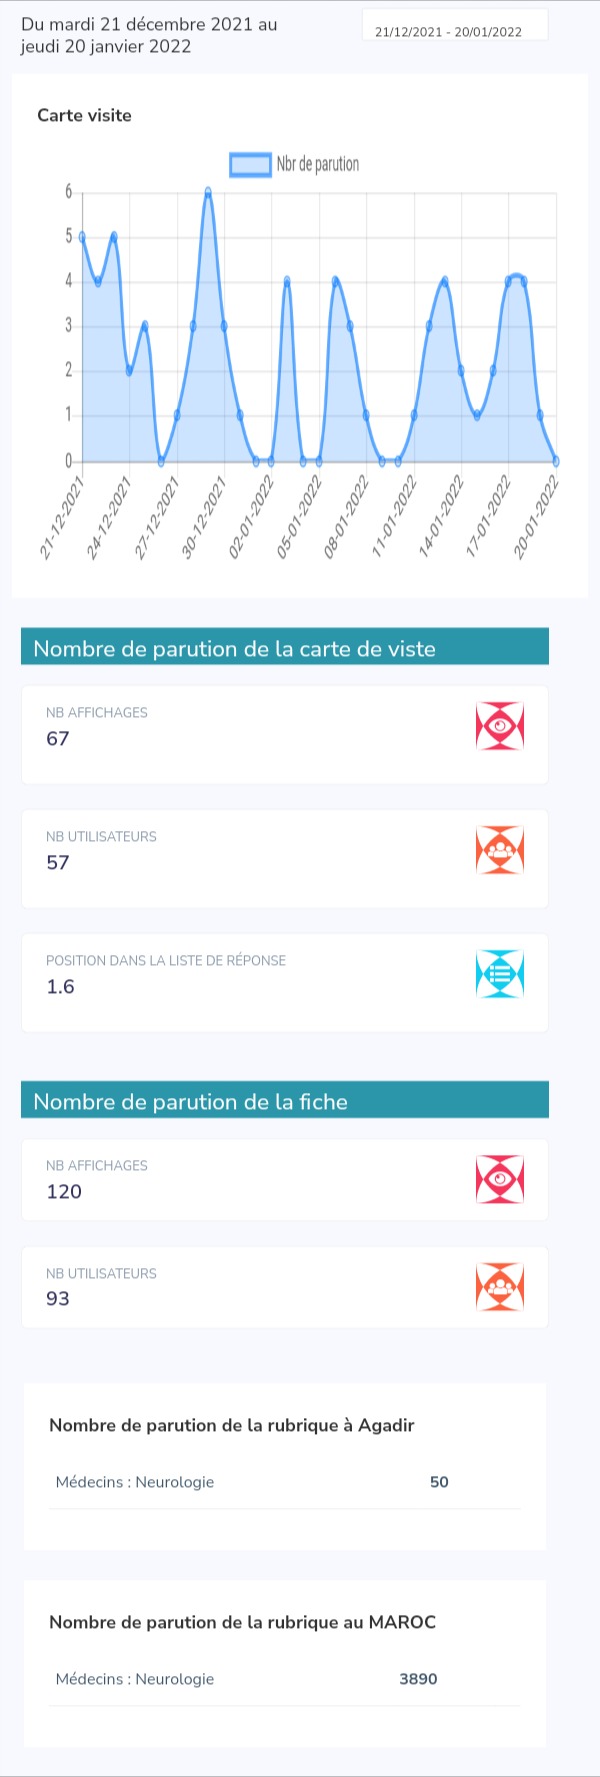 Du mardi 21 décembre 2021 au
jeudi 20 janvier 2022
21/12/2021 - 20/01/2022
Carte visite
Nbr de parution
6
5
4
3
2
1
0
21-12-2021
24-12-2021
27-12-2021
30-12-2021
02-01-2022
05-01-2022
08-01-2022
11-01-2022
14-01-2022
17-01-2022
20-01-2022
Nombre de parution de la carte de viste
NB AFFICHAGES
67
NB UTILISATEURS
57
POSITION DANS LA LISTE DE RÉPONSE
1.6
Nombre de parution de la fiche
NB AFFICHAGES
120
NB UTILISATEURS
93
Nombre de parution de la rubrique à Agadir
Médecins : Neurologie 50
Nombre de parution de la rubrique au MAROC
Médecins : Neurologie 3890